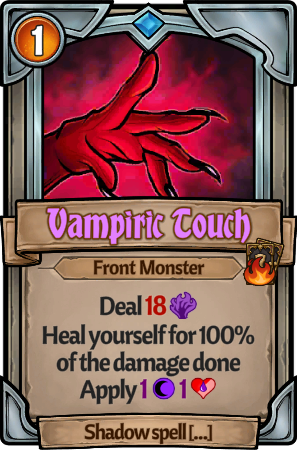 1
Vampiric Touch
Front Monster
Deal 18
Heal yourself for 100%
of the damage done
Apply 1 1
Shadow spell [...]